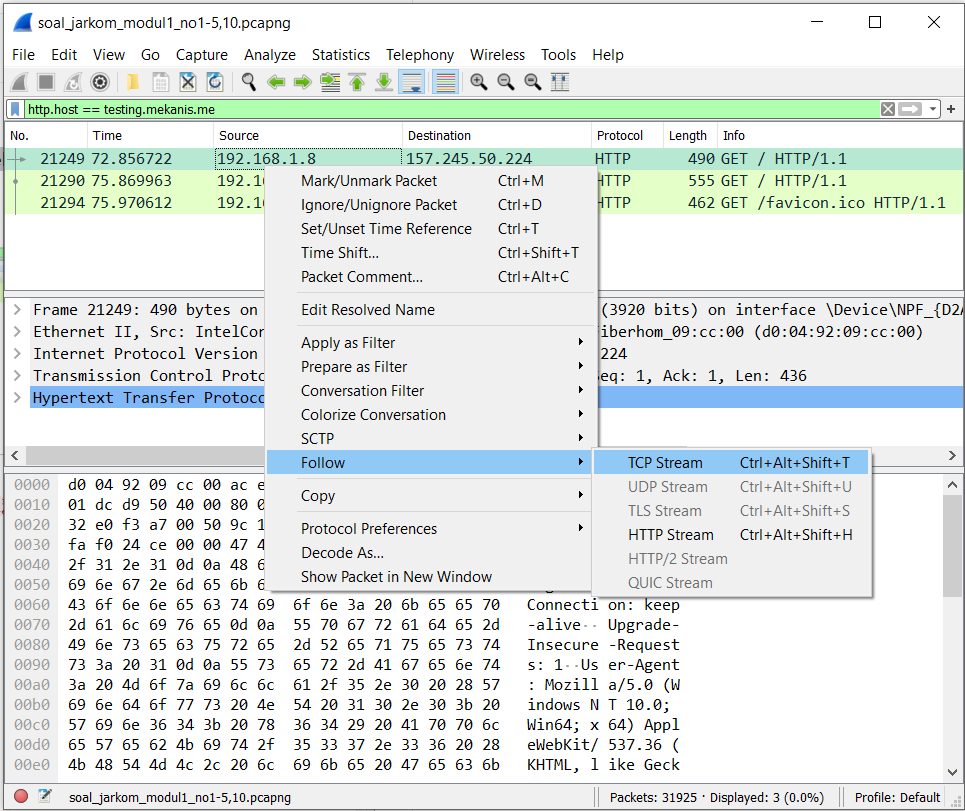 soal_jarkom_modul1_no1-5,10.pcapng
File Edit View Go Capture Analyze Statistics Telephony Wireless Tools Help
http.host == testing.mekanis.me
No. Time Source Destination Protocol Length Info
21249 72.856722 192.168.1.8 157.245.50.224 HTTP 490 GET / HTTP/1.1
21290 75.869963 192.16 HTTP 555 GET / HTTP/1.1
21294 75.970612 192.16 HTTP 462 GET /favicon.ico HTTP/1.1
Mark/Unmark Packet Ctrl+M
Ignore/Unignore Packet Ctrl+D
Set/Unset Time Reference Ctrl+T
Time Shift... Ctrl+Shift+T
Packet Comment... Ctrl+Alt+C
Edit Resolved Name
Apply as Filter
Prepare as Filter
Conversation Filter
Colorize Conversation
SCTP
Follow
Copy
Protocol Preferences
Decode As...
Show Packet in New Window
TCP Stream Ctrl+Alt+Shift+T
UDP Stream Ctrl+Alt+Shift+U
TLS Stream Ctrl+Alt+Shift+S
HTTP Stream Ctrl+Alt+Shift+H
HTTP/2 Stream
QUIC Stream
Frame 21249: 490 bytes on (3920 bits) on interface \Device\NPF_{D2A
Ethernet II, Src: IntelCor iberhom_09:cc:00 (d0:04:92:09:cc:00)
Internet Protocol Version 224
Transmission Control Proto eq: 1, Ack: 1, Len: 436
Hypertext Transfer Protoco
0000 d0 04 92 09 cc 00 ac e
0010 01 dc d9 50 40 00 80 0
0020 32 e0 f3 a7 00 50 9c 1
0030 fa f0 24 ce 00 00 47 4
0040 2f 31 2e 31 0d 0a 48 6
0050 69 6e 67 2e 6d 65 6b 6
0060 43 6f 6e 6e 65 63 74 69 6f 6e 3a 20 6b 65 65 70 Connecti on: keep
0070 2d 61 6c 69 76 65 0d 0a 55 70 67 72 61 64 65 2d -alive·· Upgrade-
0080 49 6e 73 65 63 75 72 65 2d 52 65 71 75 65 73 74 Insecure -Request
0090 73 3a 20 31 0d 0a 55 73 65 72 2d 41 67 65 6e 74 s: 1··Us er-Agent
00a0 3a 20 4d 6f 7a 69 6c 6c 61 2f 35 2e 30 20 28 57 : Mozill a/5.0 (W
00b0 69 6e 64 6f 77 73 20 4e 54 20 31 30 2e 30 3b 20 indows N T 10.0;
00c0 57 69 6e 36 34 3b 20 78 36 34 29 20 41 70 70 6c Win64; x 64) Appl
00d0 65 57 65 62 4b 69 74 2f 35 33 37 2e 33 36 20 28 eWebKit/ 537.36 (
00e0 4b 48 54 4d 4c 2c 20 6c 69 6b 65 20 47 65 63 6b KHTML, l ike Geck
soal_jarkom_modul1_no1-5,10.pcapng Packets: 31925 · Displayed: 3 (0.0%) Profile: Default